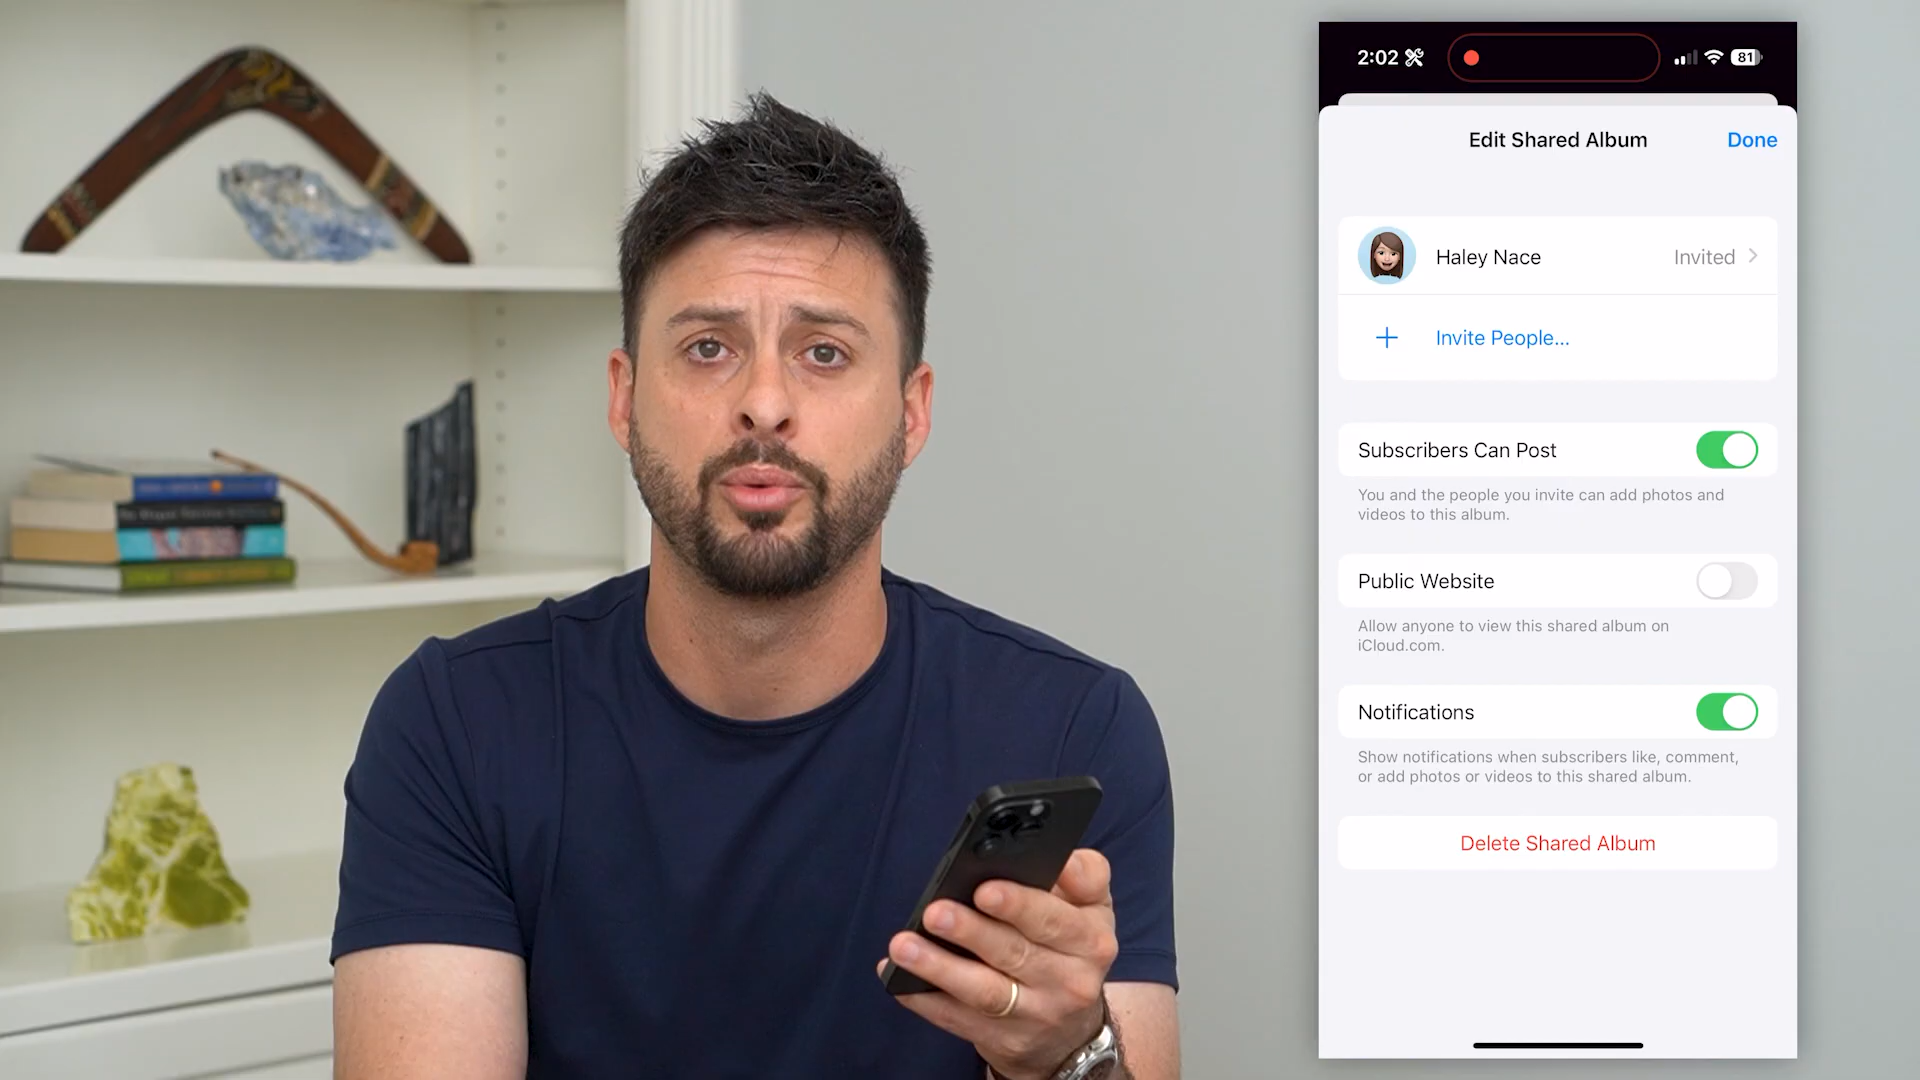 2:02
81
Edit Shared Album
Done
Haley Nace
Invited
Invite People...
Subscribers Can Post
You and the people you invite can add photos and
videos to this album.
Public Website
Allow anyone to view this shared album on
iCloud.com.
Notifications
Show notifications when subscribers like, comment,
or add photos or videos to this shared album.
Delete Shared Album